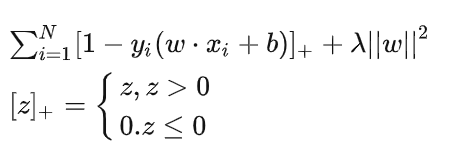 ∑_{i=1}^{N}[1 − y_i(w · x_i + b)]_+ + λ||w||^2
[z]_+ = { z, z > 0
0.z ≤ 0